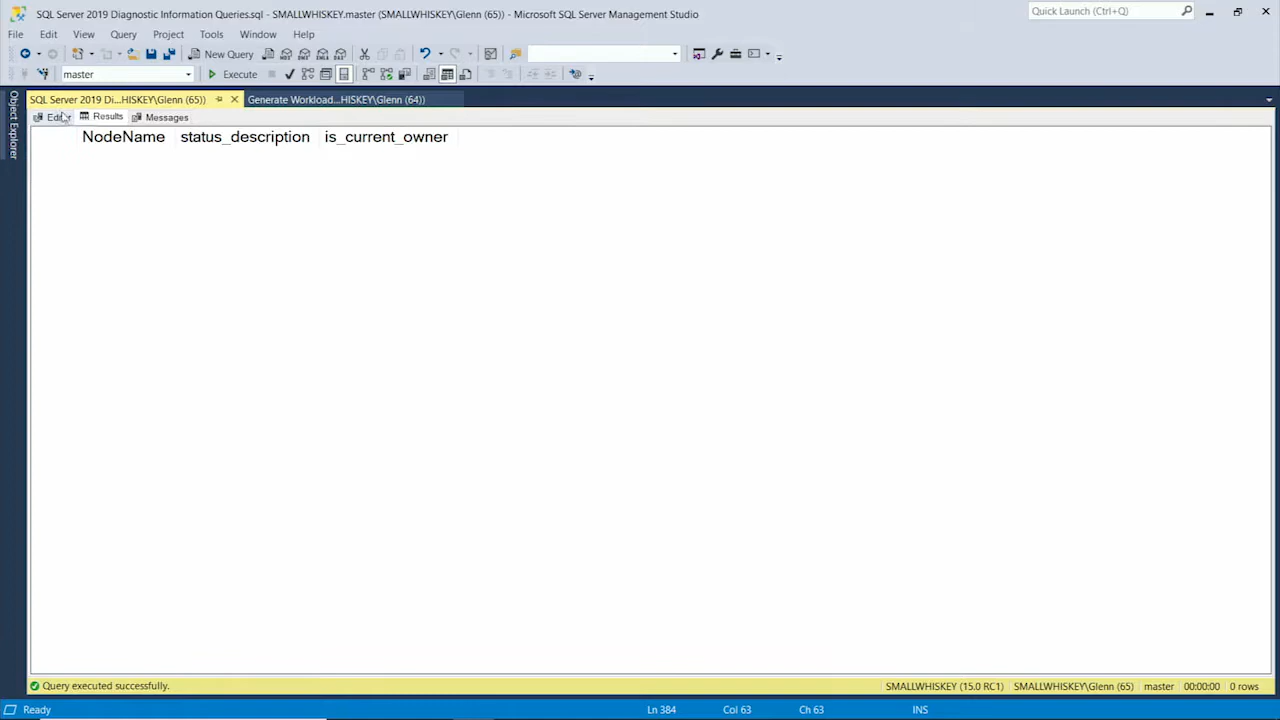 SQL Server 2019 Diagnostic Information Queries.sql - SMALLWHISKEY.master (SMALLWHISKEY\Glenn (65)) - Microsoft SQL Server Management Studio
Quick Launch (Ctrl+Q)
File Edit View Query Project Tools Window Help
New Query
master Execute
SQL Server 2019 Di...HISKEY\Glenn (65)) Generate Workload...HISKEY\Glenn (64))
Object Explorer
Editor Results Messages
NodeName status_description is_current_owner
Query executed successfully. SMALLWHISKEY (15.0 RC1) SMALLWHISKEY\Glenn (65) master 00:00:00 0 rows
Ready Ln 384 Col 63 Ch 63 INS